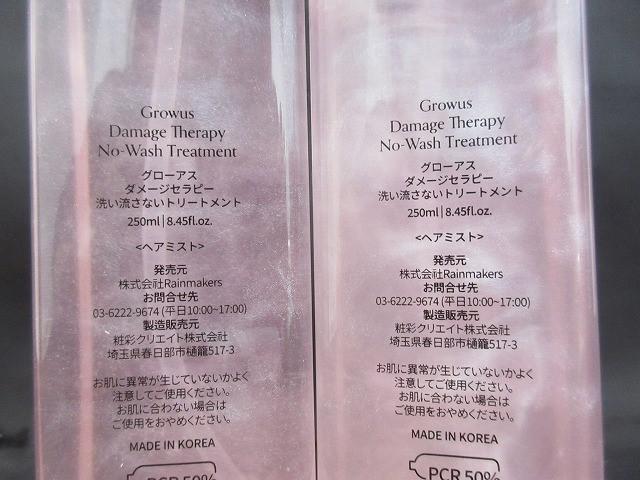 Growus
Damage Therapy
No-Wash Treatment
グローアス
ダメージセラピー
洗い流さないトリートメント
250ml|8.45fl.oz.
<ヘアミスト>
発売元
株式会社Rainmakers
お問合せ先
03-6222-9674 (平日10:00~17:00)
製造販売元
粧彩クリエイト株式会社
埼玉県春日部市樋籠517-3
お肌に異常が生じていないかよく
注意してご使用ください。
お肌に合わない場合は
ご使用をおやめください。
MADE IN KOREA
PCR 50%
Growus
Damage Therapy
No-Wash Treatment
グローアス
ダメージセラピー
洗い流さないトリートメント
250ml|8.45fl.oz.
<ヘアミスト>
発売元
株式会社Rainmakers
お問合せ先
03-6222-9674 (平日10:00~17:00)
製造販売元
粧彩クリエイト株式会社
埼玉県春日部市樋籠517-3
お肌に異常が生じていないかよく
注意してご使用ください。
お肌に合わない場合は
ご使用をおやめください。
MADE IN KOREA
PCR 50%